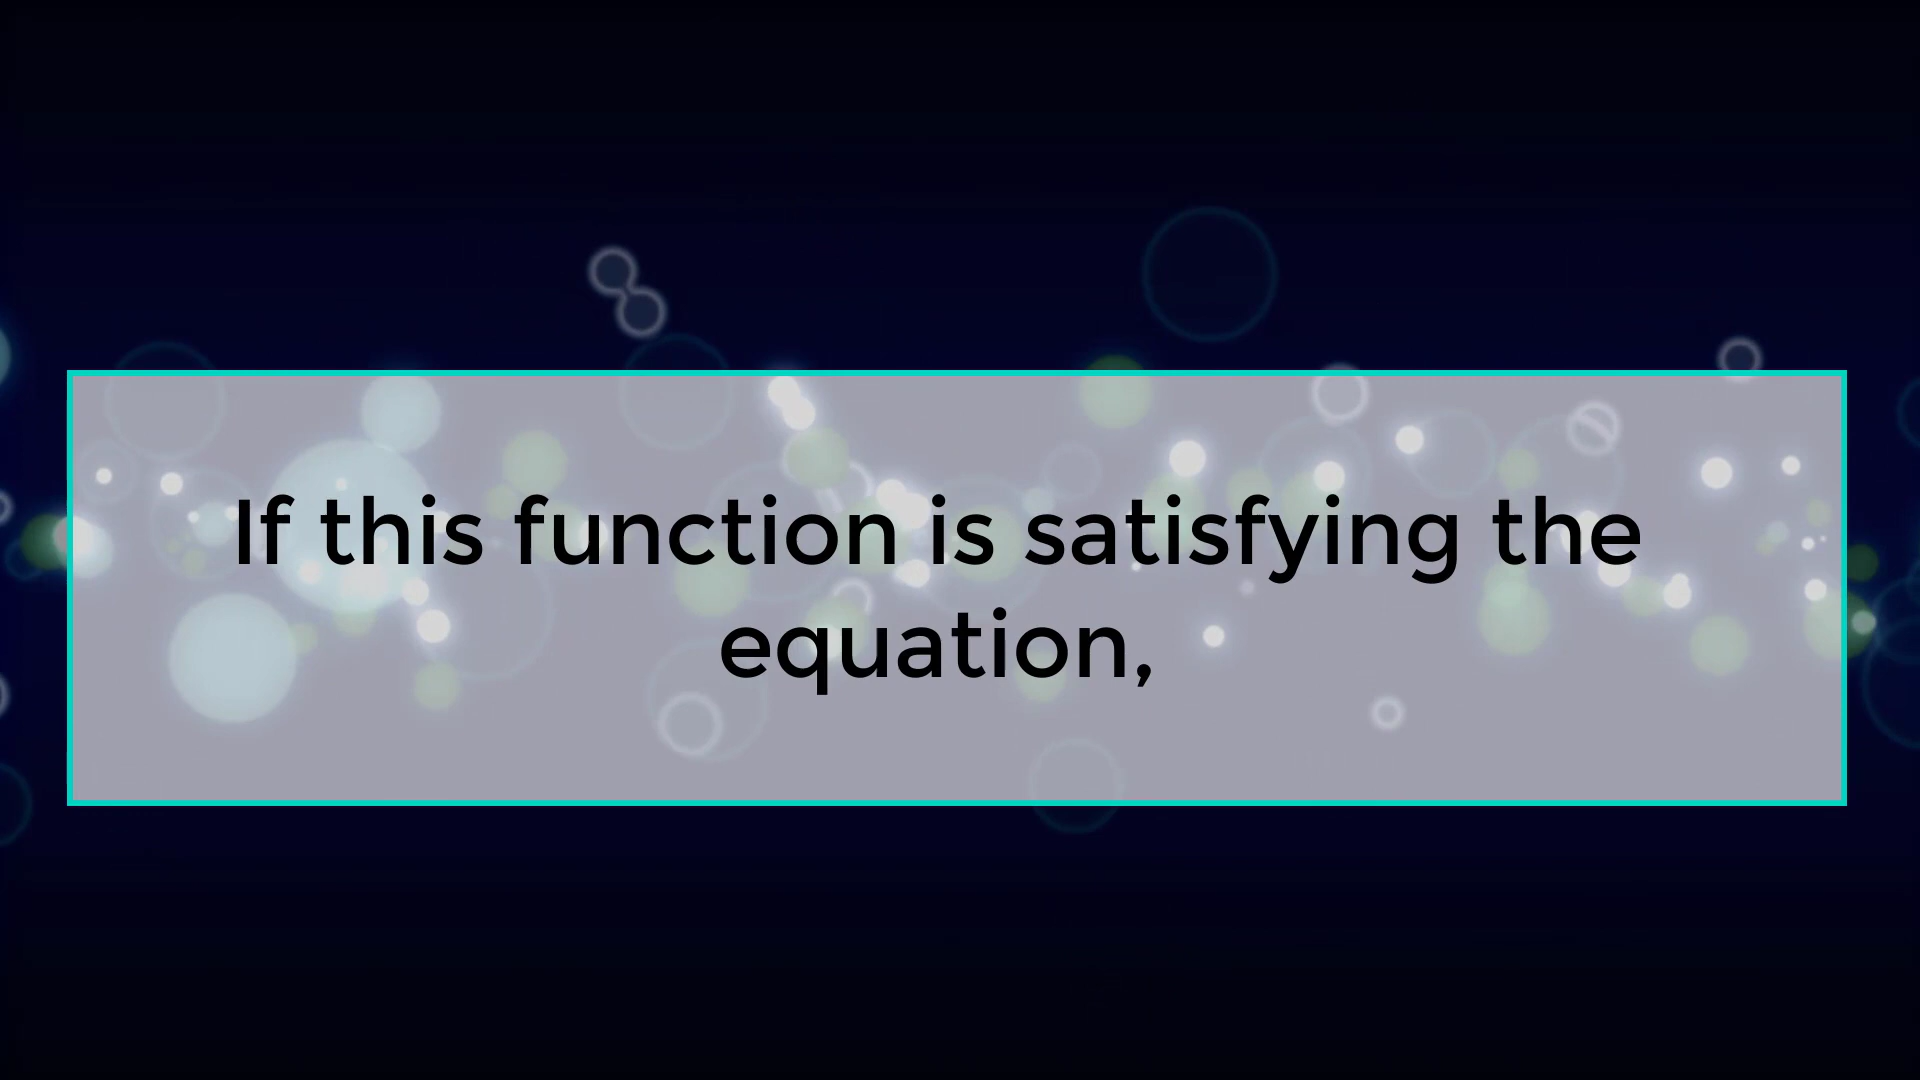 If this function is satisfying the
equation,